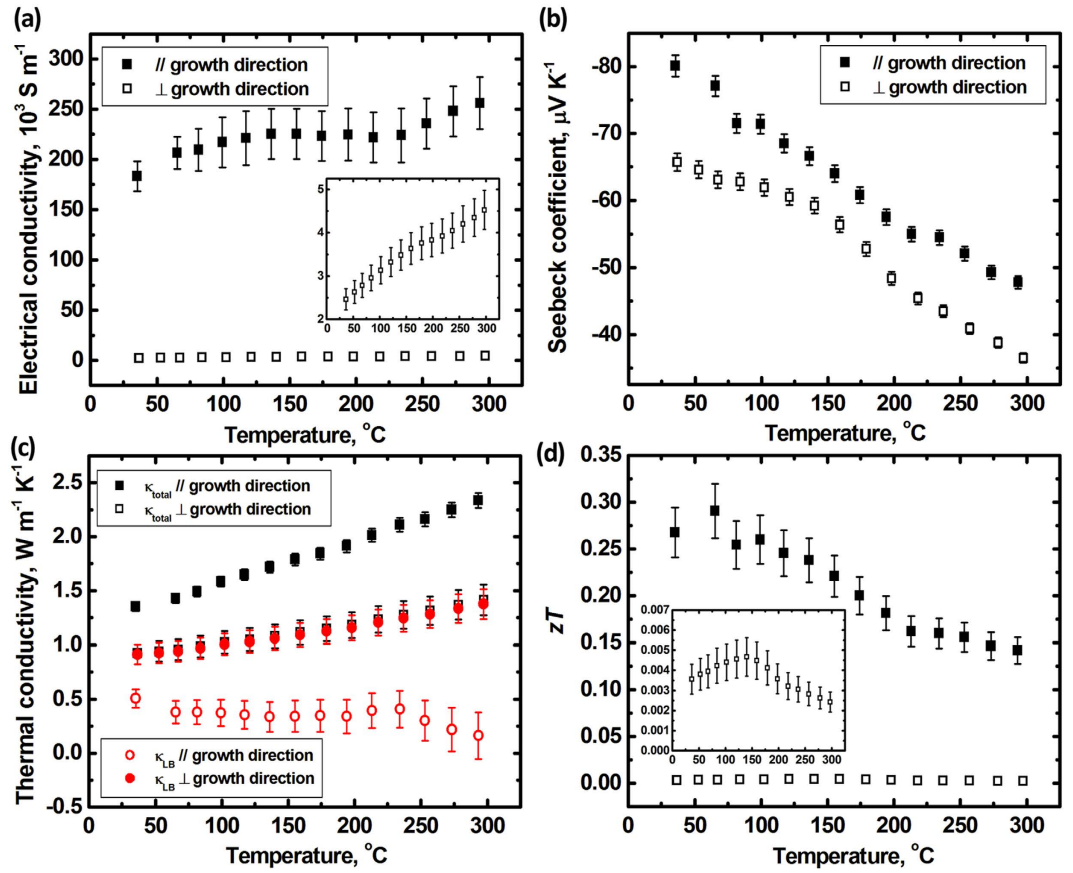 (a)
300
250
225
150
175
100
50
75
25
0
// growth direction
⊥ growth direction
5
4
3
2
0 50 100 150 200 250 300
0 50 100 150 200 250 300
Electrical conductivity, 10³ S m⁻¹
Temperature, °C
(b)
-80
-70
-60
-50
-40
// growth direction
⊥ growth direction
0 50 100 150 200 250 300
Seebeck coefficient, μV K⁻¹
Temperature, °C
(c)
2.5
2.0
1.5
1.0
0.5
0.0
-0.5
κtotal // growth direction
κtotal ⊥ growth direction
κLB // growth direction
κLB ⊥ growth direction
0 50 100 150 200 250 300
Thermal conductivity, W m⁻¹ K⁻¹
Temperature, °C
(d)
0.35
0.30
0.25
0.20
0.15
0.10
0.05
0.00
0.007
0.006
0.005
0.004
0.003
0.002
0.001
0.000
0 50 100 150 200 250 300
0 50 100 150 200 250 300
zT
Temperature, °C